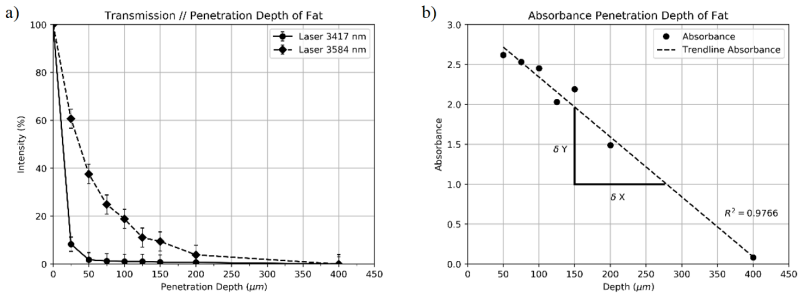 a)
Transmission // Penetration Depth of Fat
Laser 3417 nm
Laser 3584 nm
Intensity (%)
100
80
60
40
20
0
0 50 100 150 200 250 300 350 400 450
Penetration Depth (μm)
b)
Absorbance Penetration Depth of Fat
Absorbance
Trendline Absorbance
Absorbance
3.0
2.5
2.0
1.5
1.0
0.5
0.0
δ Y
δ X
R² = 0.9766
0 50 100 150 200 250 300 350 400 450
Depth (μm)